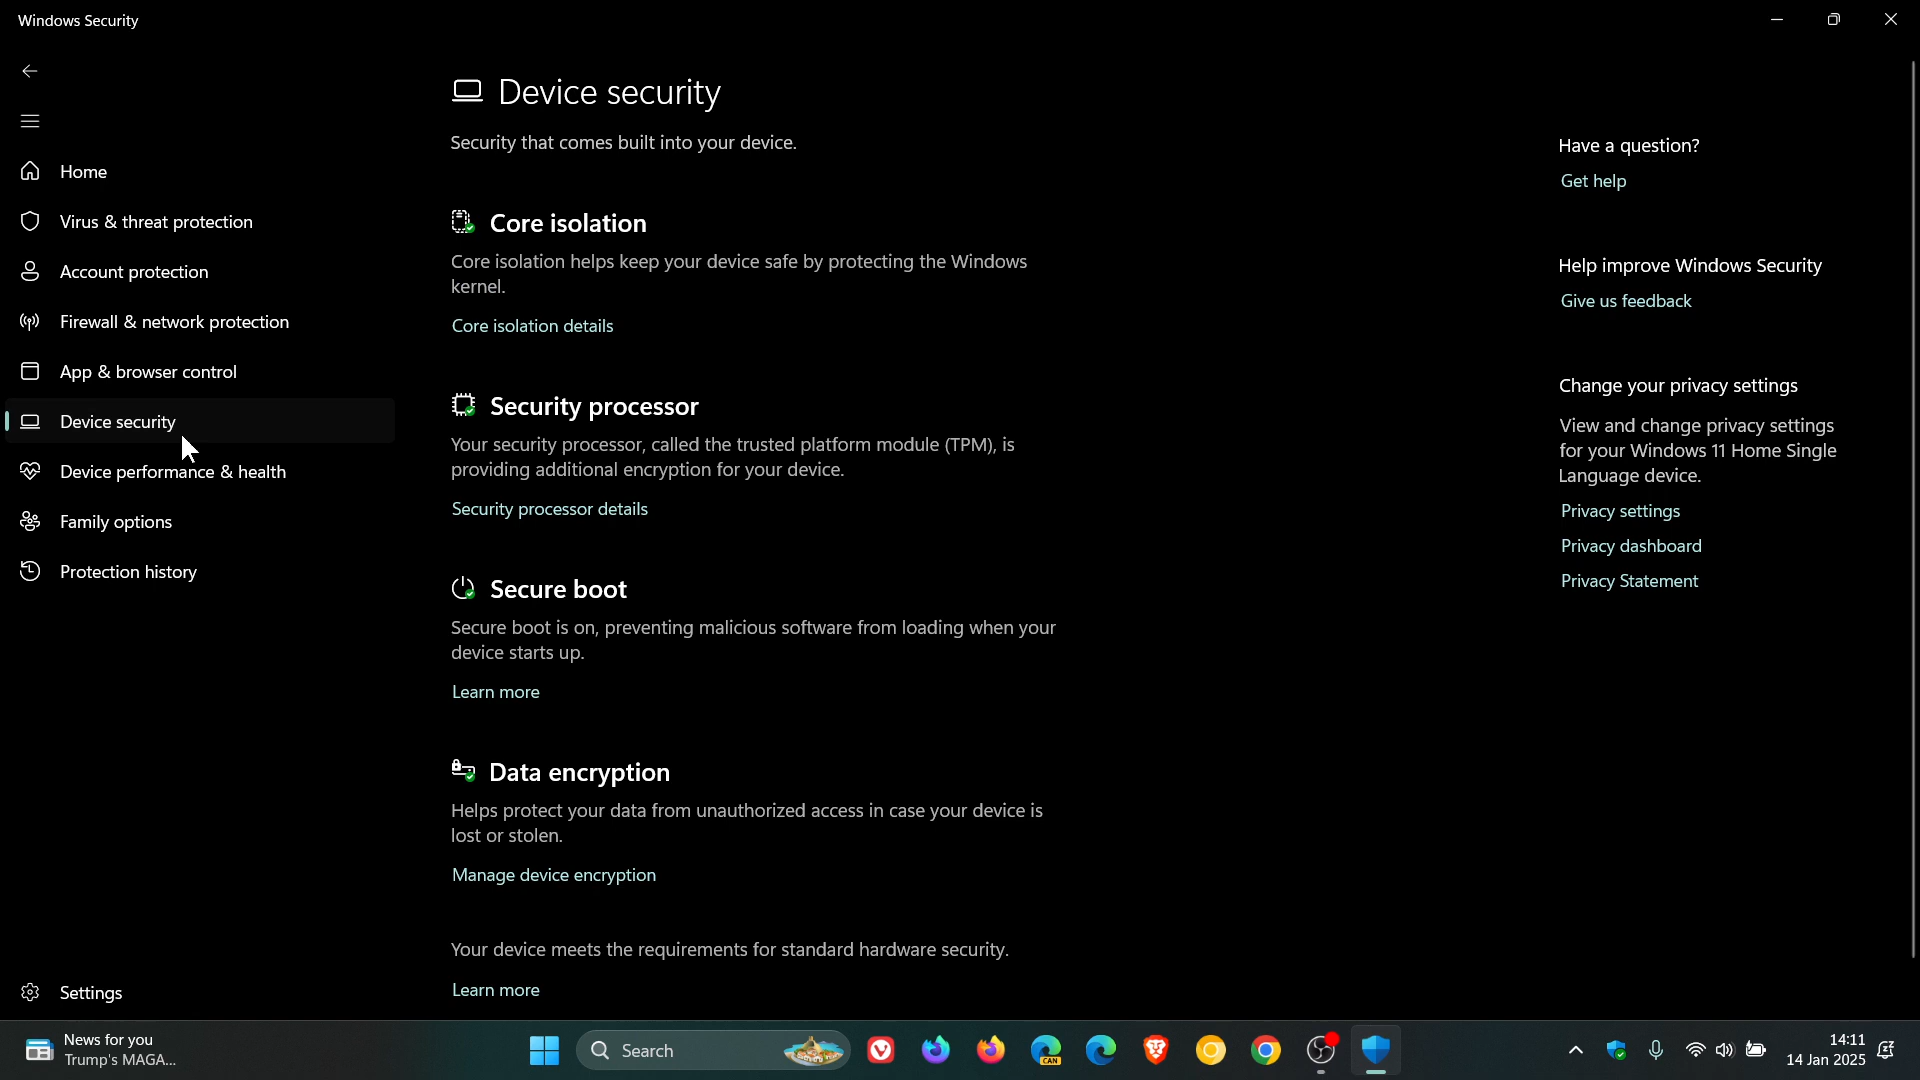 Windows Security
Home
Virus & threat protection
Account protection
Firewall & network protection
App & browser control
Device security
Device performance & health
Family options
Protection history
Settings
Device security
Security that comes built into your device.
Core isolation
Core isolation helps keep your device safe by protecting the Windows
kernel.
Core isolation details
Security processor
Your security processor, called the trusted platform module (TPM), is
providing additional encryption for your device.
Security processor details
Secure boot
Secure boot is on, preventing malicious software from loading when your
device starts up.
Learn more
Data encryption
Helps protect your data from unauthorized access in case your device is
lost or stolen.
Manage device encryption
Your device meets the requirements for standard hardware security.
Learn more
Have a question?
Get help
Help improve Windows Security
Give us feedback
Change your privacy settings
View and change privacy settings
for your Windows 11 Home Single
Language device.
Privacy settings
Privacy dashboard
Privacy Statement
News for you
Trump's MAGA...
Search
CAN
14:11
14 Jan 2025